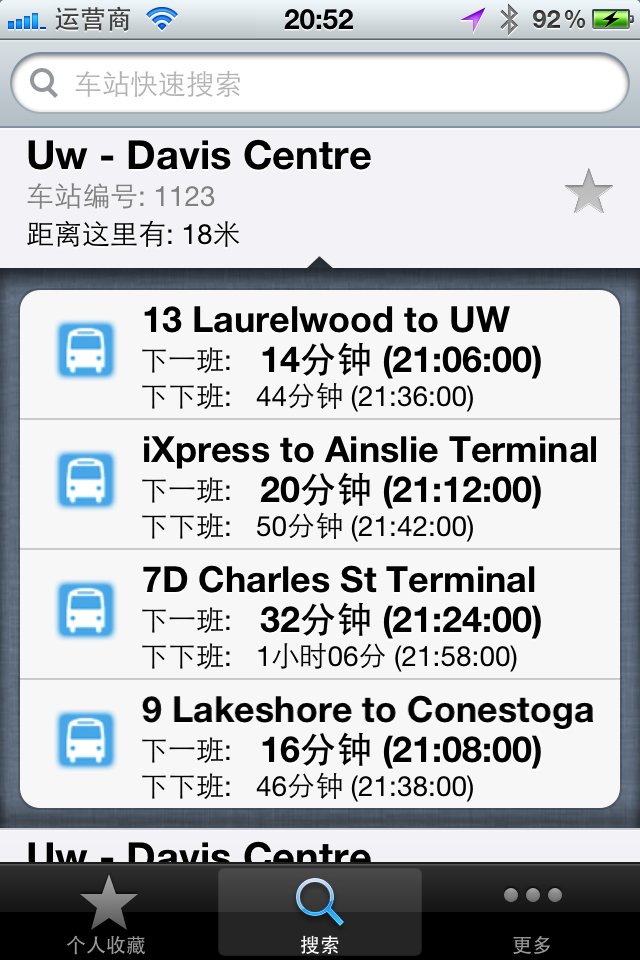 运营商 20:52 92%
车站快速搜索
Uw - Davis Centre
车站编号: 1123
距离这里有: 18米
13 Laurelwood to UW
下一班: 14分钟 (21:06:00)
下下班: 44分钟 (21:36:00)
iXpress to Ainslie Terminal
下一班: 20分钟 (21:12:00)
下下班: 50分钟 (21:42:00)
7D Charles St Terminal
下一班: 32分钟 (21:24:00)
下下班: 1小时06分 (21:58:00)
9 Lakeshore to Conestoga
下一班: 16分钟 (21:08:00)
下下班: 46分钟 (21:38:00)
Uw - Davis Centre
个人收藏 搜索 更多